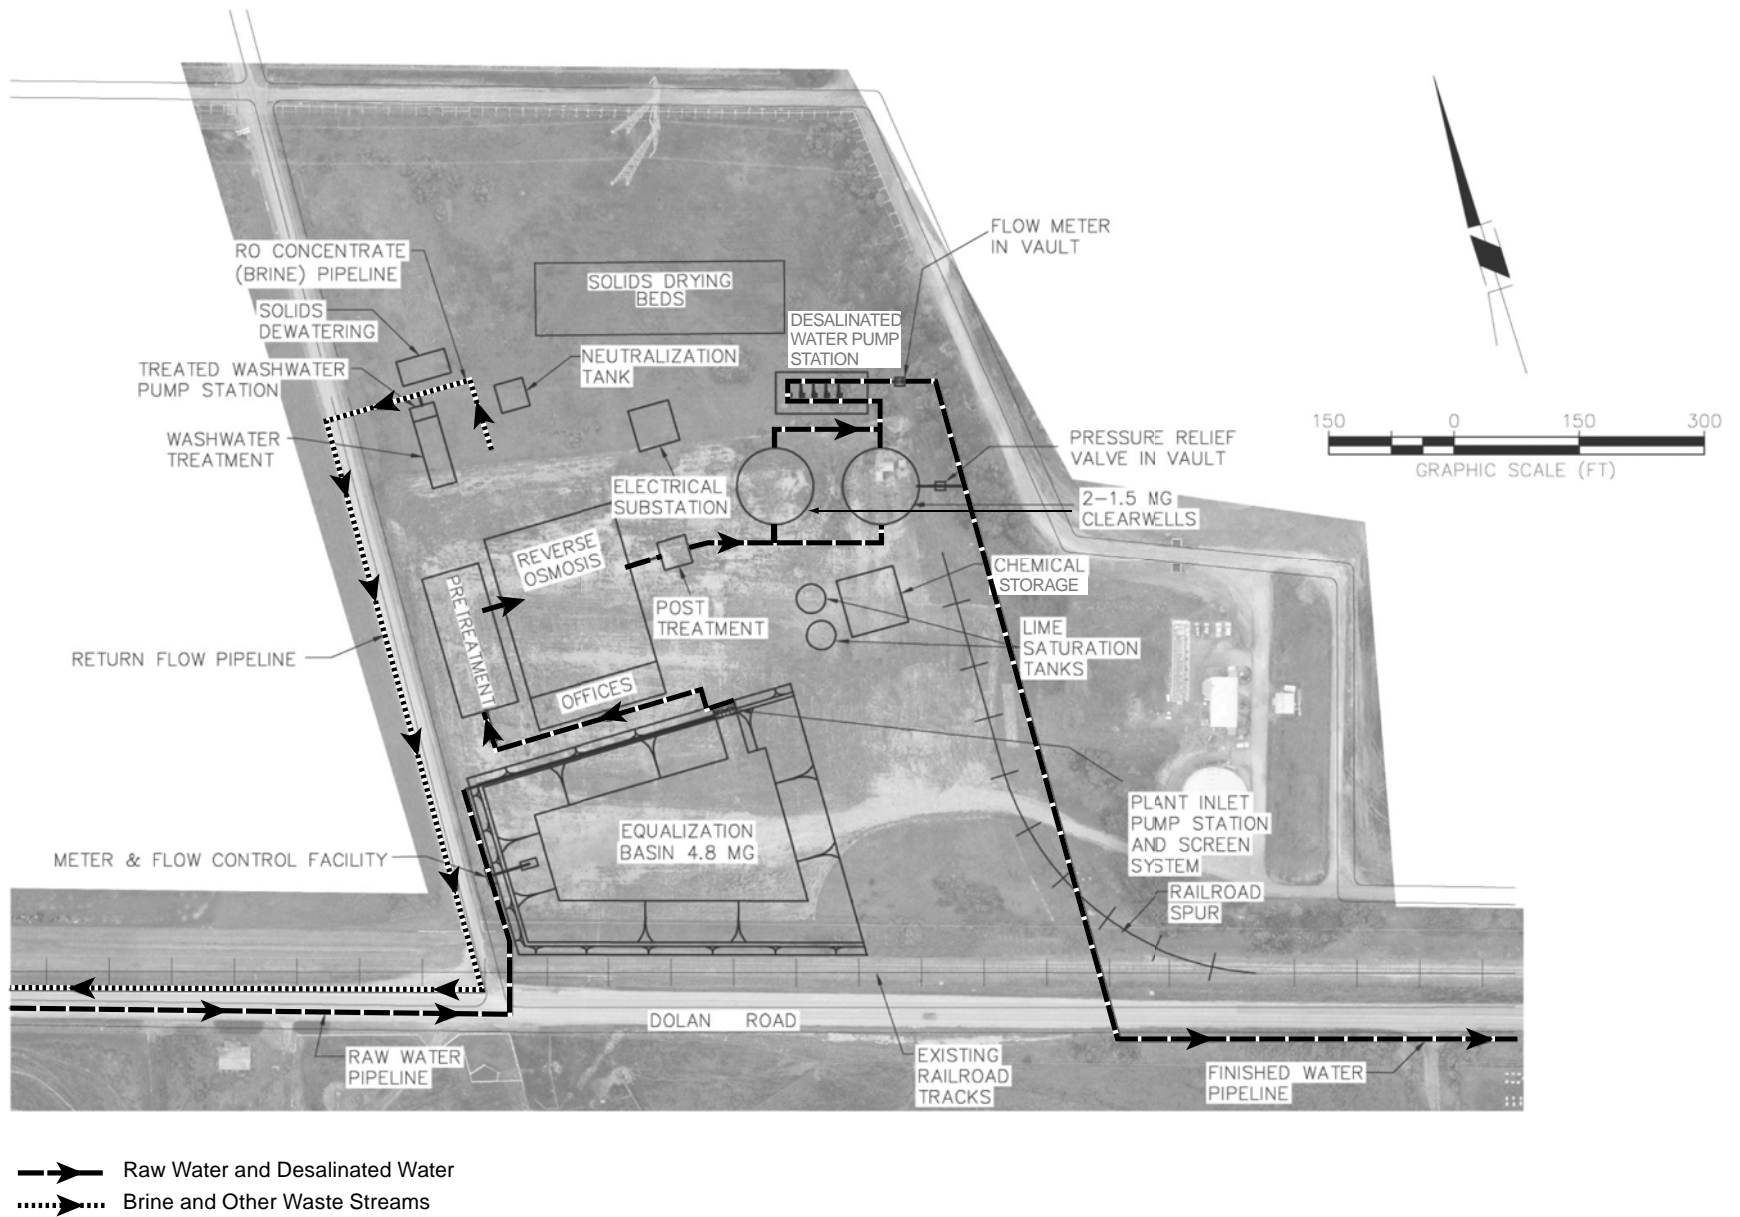 FLOW METER
IN VAULT
RO CONCENTRATE
(BRINE) PIPELINE
SOLIDS DRYING
BEDS
SOLIDS
DEWATERING
DESALINATED
WATER PUMP
STATION
NEUTRALIZATION
TANK
TREATED WASHWATER
PUMP STATION
150 0 150 300
GRAPHIC SCALE (FT)
WASHWATER
TREATMENT
PRESSURE RELIEF
VALVE IN VAULT
ELECTRICAL
SUBSTATION
2-1.5 MG
CLEARWELLS
REVERSE
OSMOSIS
CHEMICAL
STORAGE
PRETREATMENT
POST
TREATMENT
LIME
SATURATION
TANKS
RETURN FLOW PIPELINE
OFFICES
PLANT INLET
PUMP STATION
AND SCREEN
SYSTEM
EQUALIZATION
BASIN 4.8 MG
METER & FLOW CONTROL FACILITY
RAILROAD
SPUR
DOLAN ROAD
RAW WATER
PIPELINE
EXISTING
RAILROAD
TRACKS
FINISHED WATER
PIPELINE
Raw Water and Desalinated Water
Brine and Other Waste Streams